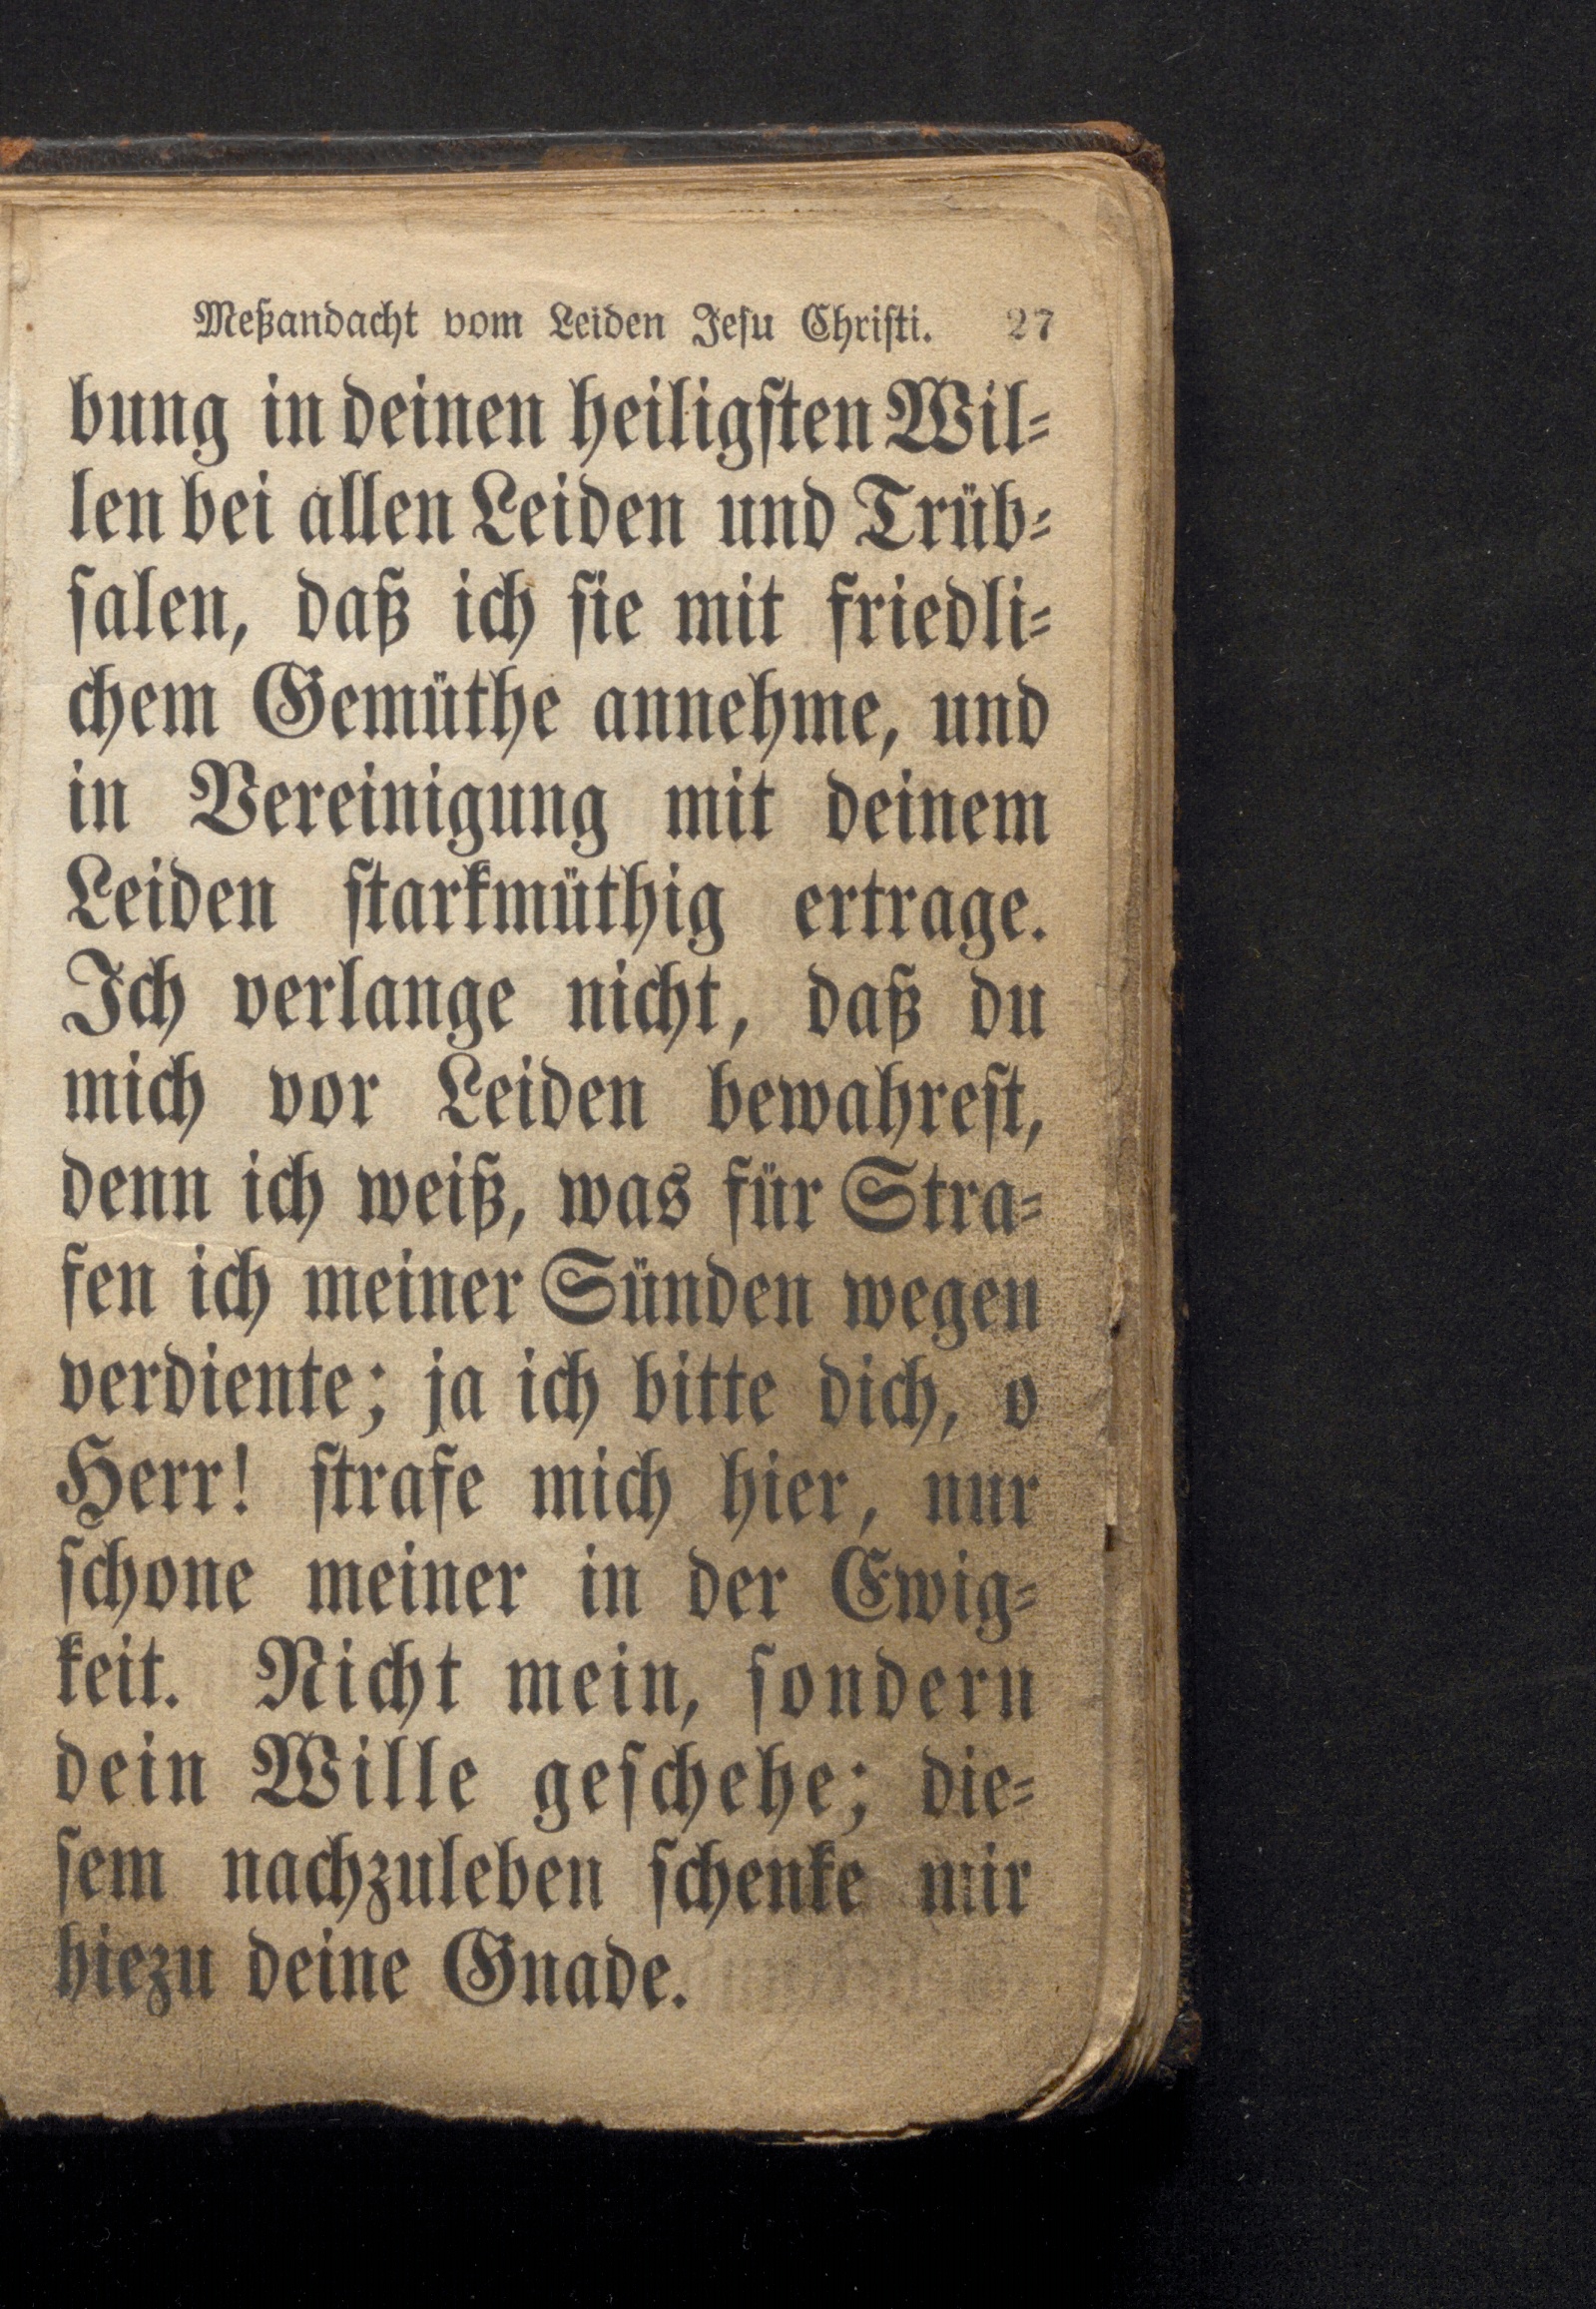 Meßandacht vom Leiden Jesu Christi. 27
bung in deinen heiligsten Wil-
len bei allen Leiden und Trüb-
salen, daß ich sie mit friedli-
chem Gemüthe annehme, und
in Vereinigung mit deinem
Leiden starkmüthig ertrage.
Ich verlange nicht, daß du
mich vor Leiden bewahrest,
denn ich weiß, was für Stra-
fen ich meiner Sünden wegen
verdiente; ja ich bitte dich, o
Herr! strafe mich hier, nur
schone meiner in der Ewig-
keit. Nicht mein, sondern
dein Wille geschehe; die-
sem nachzuleben schenke mir
hiezu deine Gnade.